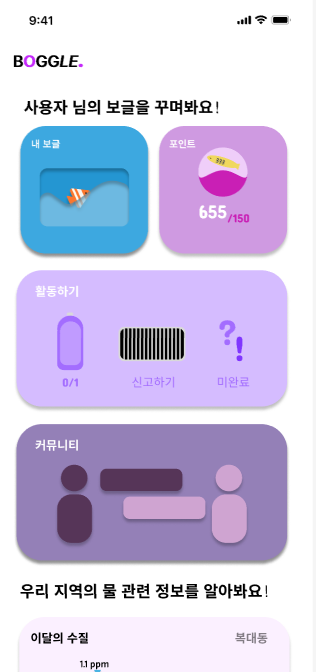 9:41
BOGGLE.
사용자 님의 보글을 꾸며봐요!
내 보글
포인트
655/150
활동하기
0/1
신고하기
?!
미완료
커뮤니티
우리 지역의 물 관련 정보를 알아봐요!
이달의 수질
복대동
1.1 ppm